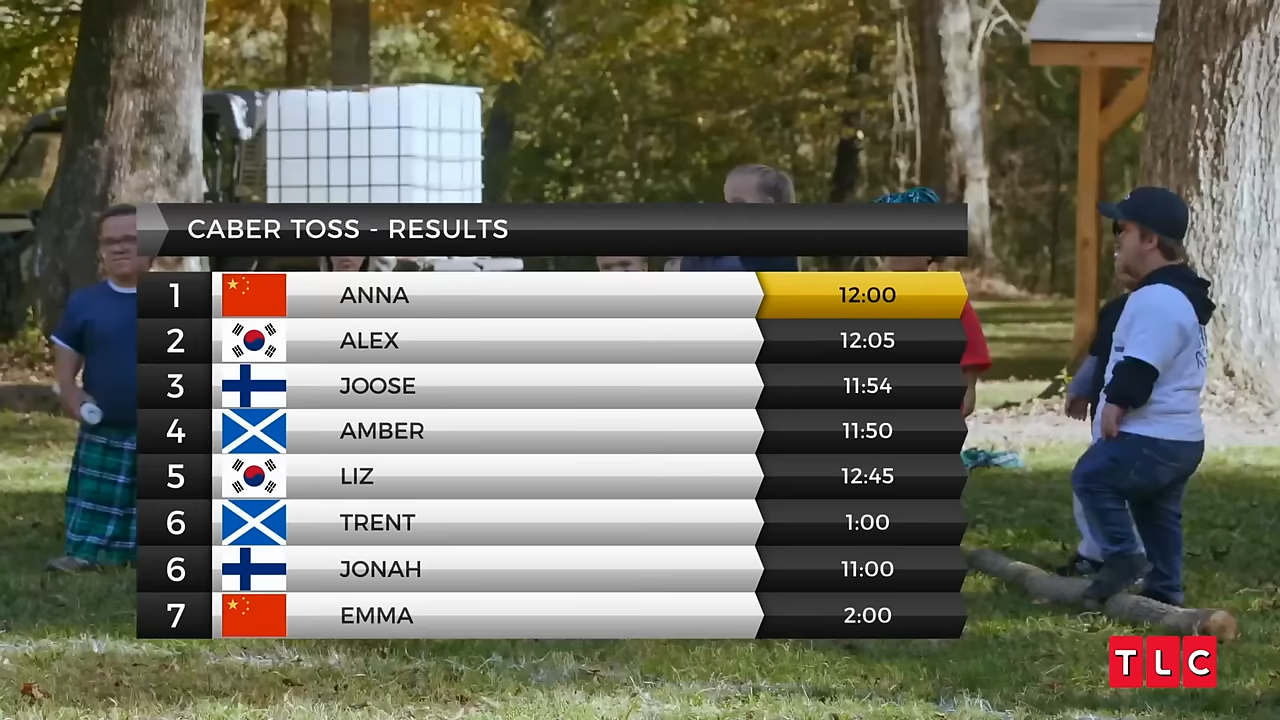 CABER TOSS - RESULTS
1 ANNA 12:00
2 ALEX 12:05
3 JOOSE 11:54
4 AMBER 11:50
5 LIZ 12:45
6 TRENT 1:00
6 JONAH 11:00
7 EMMA 2:00
TLC